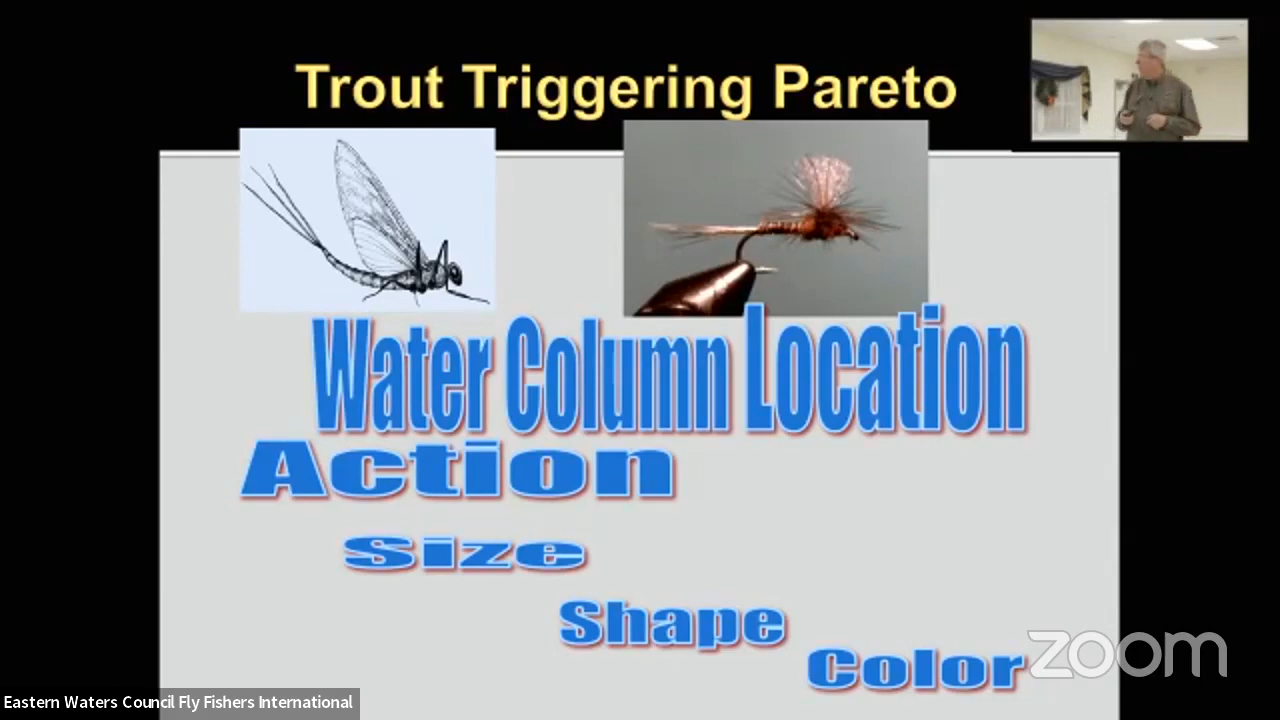 Trout Triggering Pareto
Water Column Location
Action
Size
Shape
Color
zoom
Eastern Waters Council Fly Fishers International